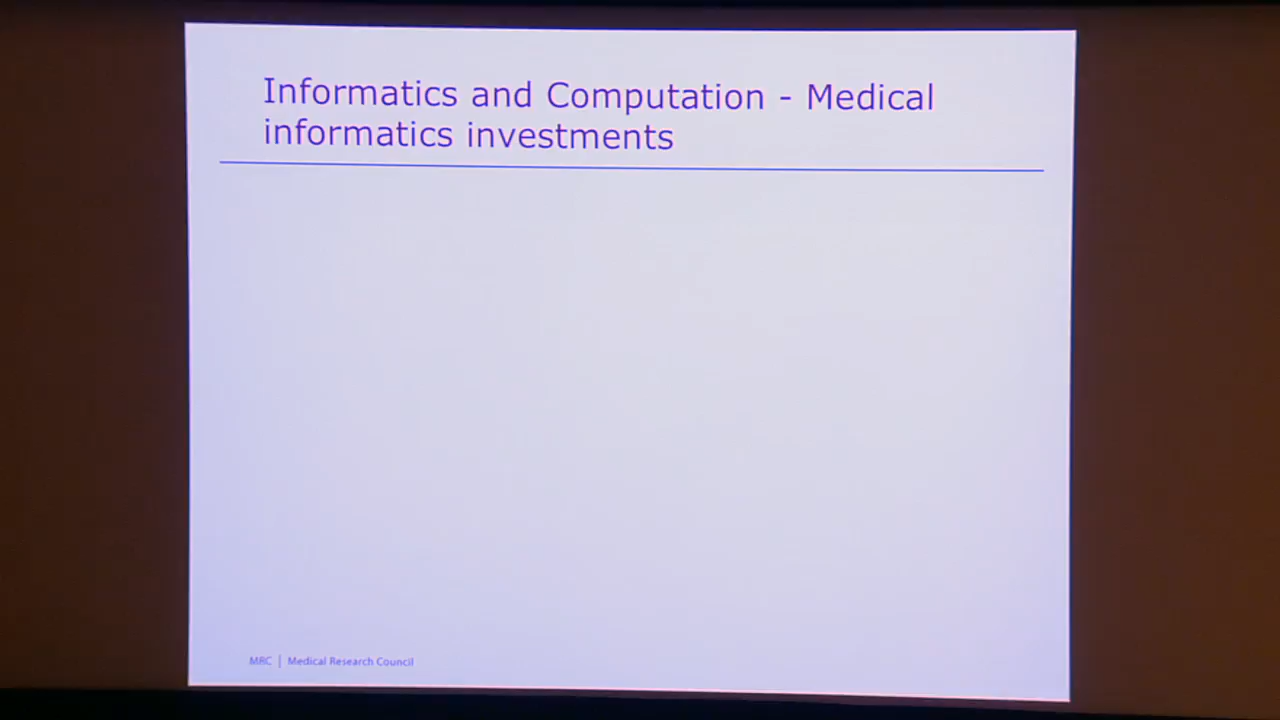 Informatics and Computation - Medical
informatics investments
MRC | Medical Research Council